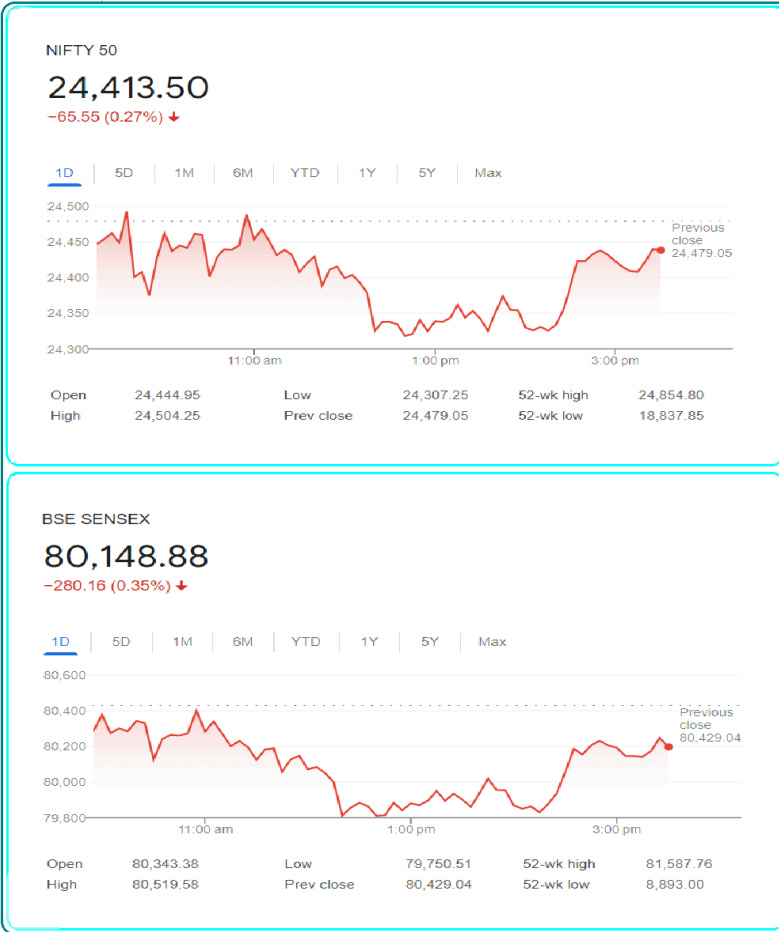 NIFTY 50
24,413.50
−65.55 (0.27%) ↓
1D 5D 1M 6M YTD 1Y 5Y Max
24,500
24,450
24,400
24,350
24,300
Previous
close
24,479.05
11:00 am 1:00 pm 3:00 pm
Open 24,444.95 Low 24,307.25 52-wk high 24,854.80
High 24,504.25 Prev close 24,479.05 52-wk low 18,837.85
BSE SENSEX
80,148.88
−280.16 (0.35%) ↓
1D 5D 1M 6M YTD 1Y 5Y Max
80,600
80,400
80,200
80,000
79,800
Previous
close
80,429.04
11:00 am 1:00 pm 3:00 pm
Open 80,343.38 Low 79,750.51 52-wk high 81,587.76
High 80,519.58 Prev close 80,429.04 52-wk low 8,893.00